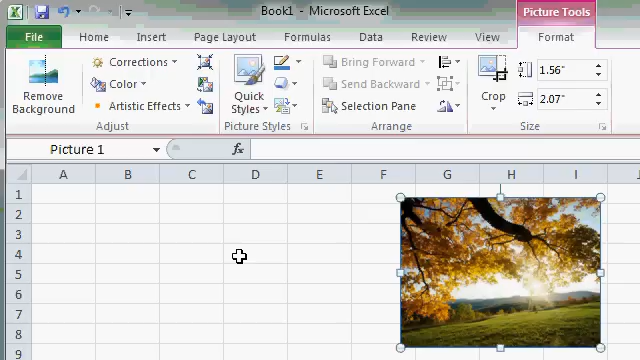 Book1 - Microsoft Excel
Picture Tools
File Home Insert Page Layout Formulas Data Review View Format
Remove Background
Corrections
Color
Artistic Effects
Adjust
Quick Styles
Picture Styles
Bring Forward
Send Backward
Selection Pane
Arrange
Crop
1.56"
2.07"
Size
Picture 1
fx
A B C D E F G H I J
1
2
3
4
5
6
7
8
9